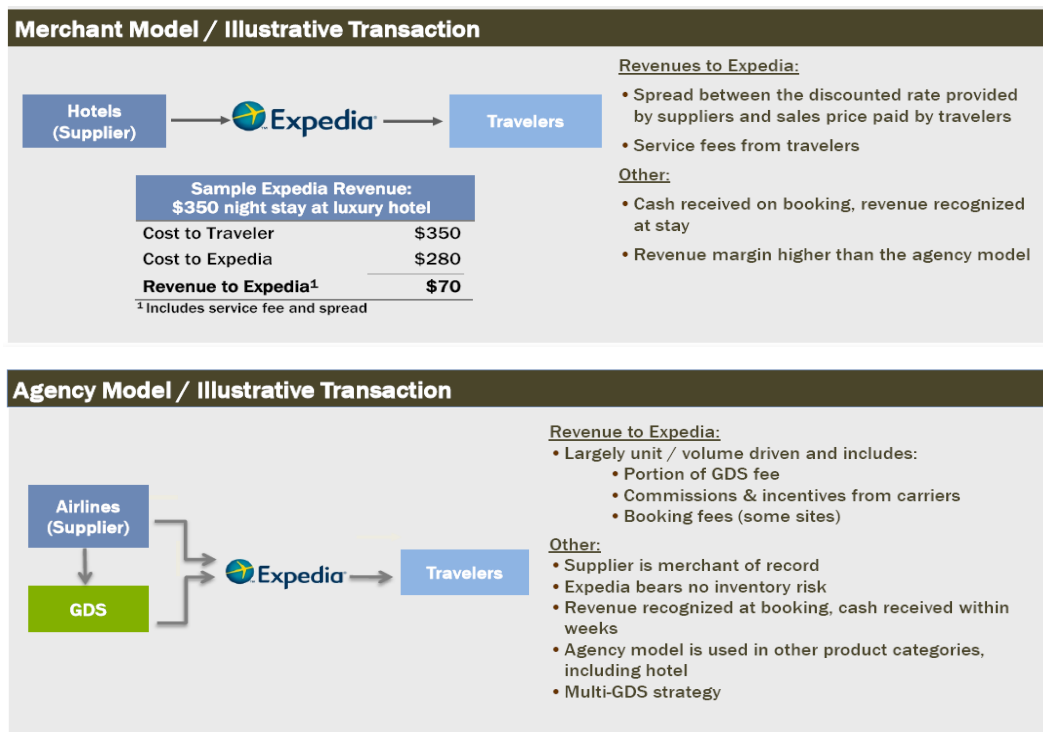 Merchant Model / Illustrative Transaction
Hotels
(Supplier)
Expedia™
Travelers
Sample Expedia Revenue:
$350 night stay at luxury hotel
Cost to Traveler $350
Cost to Expedia $280
Revenue to Expedia¹ $70
¹ Includes service fee and spread
Revenues to Expedia:
• Spread between the discounted rate provided
by suppliers and sales price paid by travelers
• Service fees from travelers
Other:
• Cash received on booking, revenue recognized
at stay
• Revenue margin higher than the agency model
Agency Model / Illustrative Transaction
Airlines
(Supplier)
GDS
Expedia™
Travelers
Revenue to Expedia:
• Largely unit / volume driven and includes:
• Portion of GDS fee
• Commissions & incentives from carriers
• Booking fees (some sites)
Other:
• Supplier is merchant of record
• Expedia bears no inventory risk
• Revenue recognized at booking, cash received within
weeks
• Agency model is used in other product categories,
including hotel
• Multi-GDS strategy